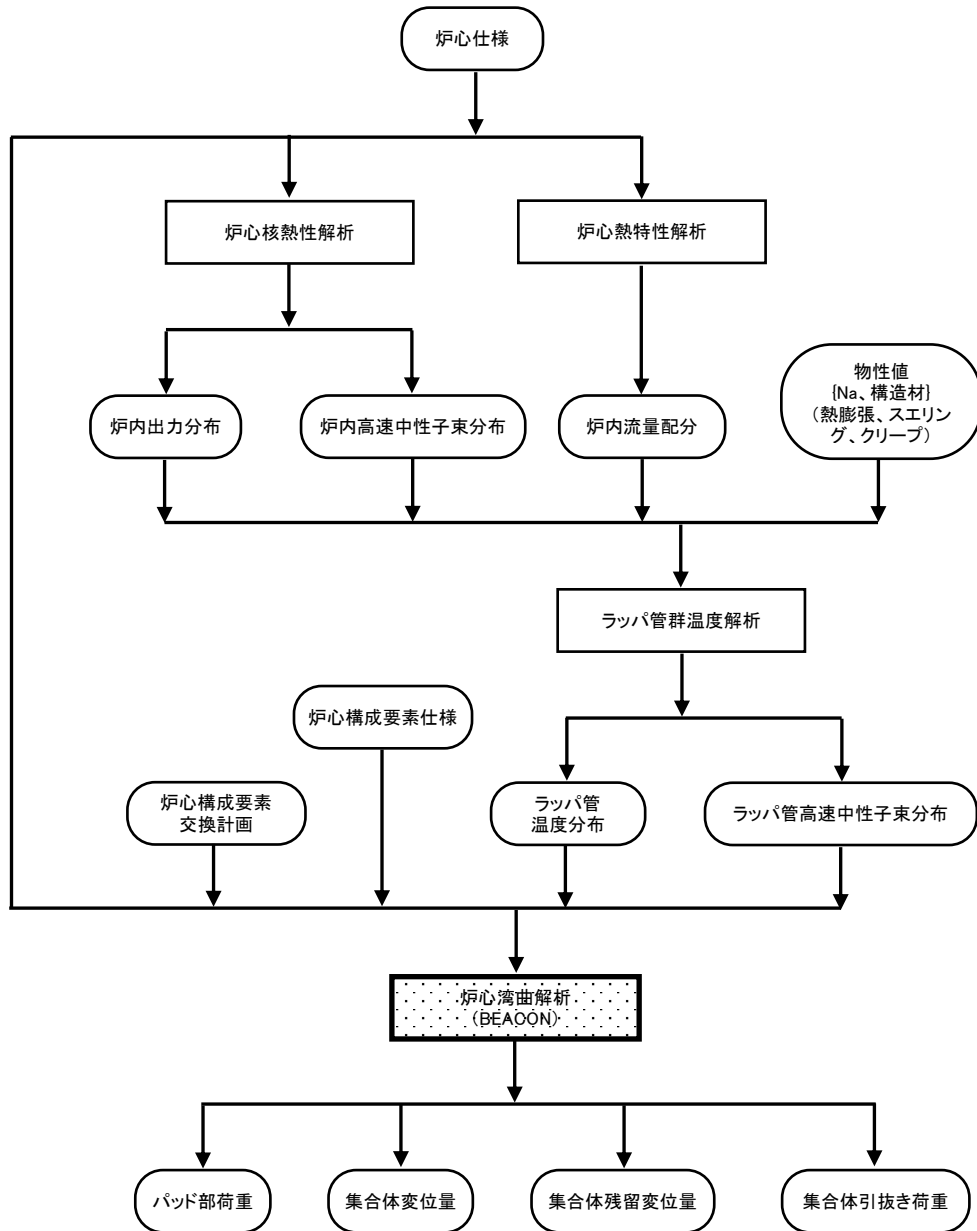 炉心仕様
炉心核熱性解析
炉心熱特性解析
物性値
{Na、構造材}
（熱膨張、スエリン
グ、クリープ）
炉内出力分布
炉内高速中性子束分布
炉内流量配分
ラッパ管群温度解析
炉心構成要素仕様
炉心構成要素
交換計画
ラッパ管
温度分布
ラッパ管高速中性子束分布
炉心湾曲解析
（BEACON）
パッド部荷重
集合体変位量
集合体残留変位量
集合体引抜き荷重